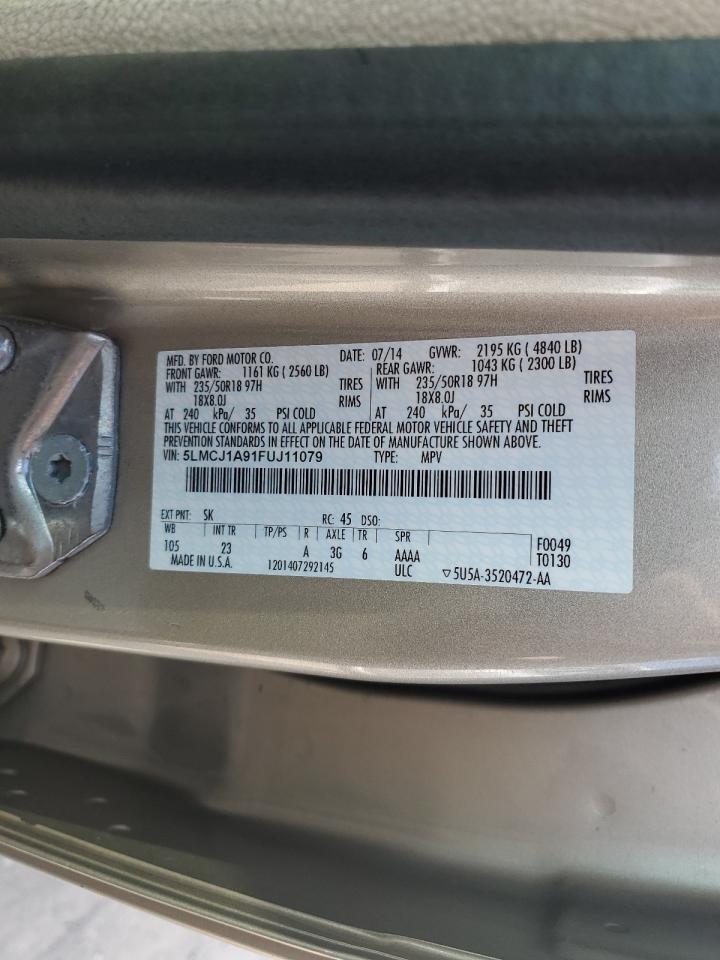 MFD. BY FORD MOTOR CO. DATE: 07/14 GVWR: 2195 KG ( 4840 LB)
FRONT GAWR: 1161 KG ( 2560 LB) REAR GAWR: 1043 KG ( 2300 LB)
WITH 235/50R18 97H TIRES WITH 235/50R18 97H TIRES
18X8.0J RIMS 18X8.0J RIMS
AT 240 kPa/ 35 PSI COLD AT 240 kPa/ 35 PSI COLD
THIS VEHICLE CONFORMS TO ALL APPLICABLE FEDERAL MOTOR VEHICLE SAFETY AND THEFT
PREVENTION STANDARDS IN EFFECT ON THE DATE OF MANUFACTURE SHOWN ABOVE.
VIN: 5LMCJ1A91FUJ11079 TYPE: MPV
EXT PNT: SK RC: 45 DSO:
WB INT TR TP/PS R AXLE TR SPR
105 23 A 3G 6 AAAA F0049
MADE IN U.S.A. 1201407292145 ULC ▽5U5A-3520472-AA T0130